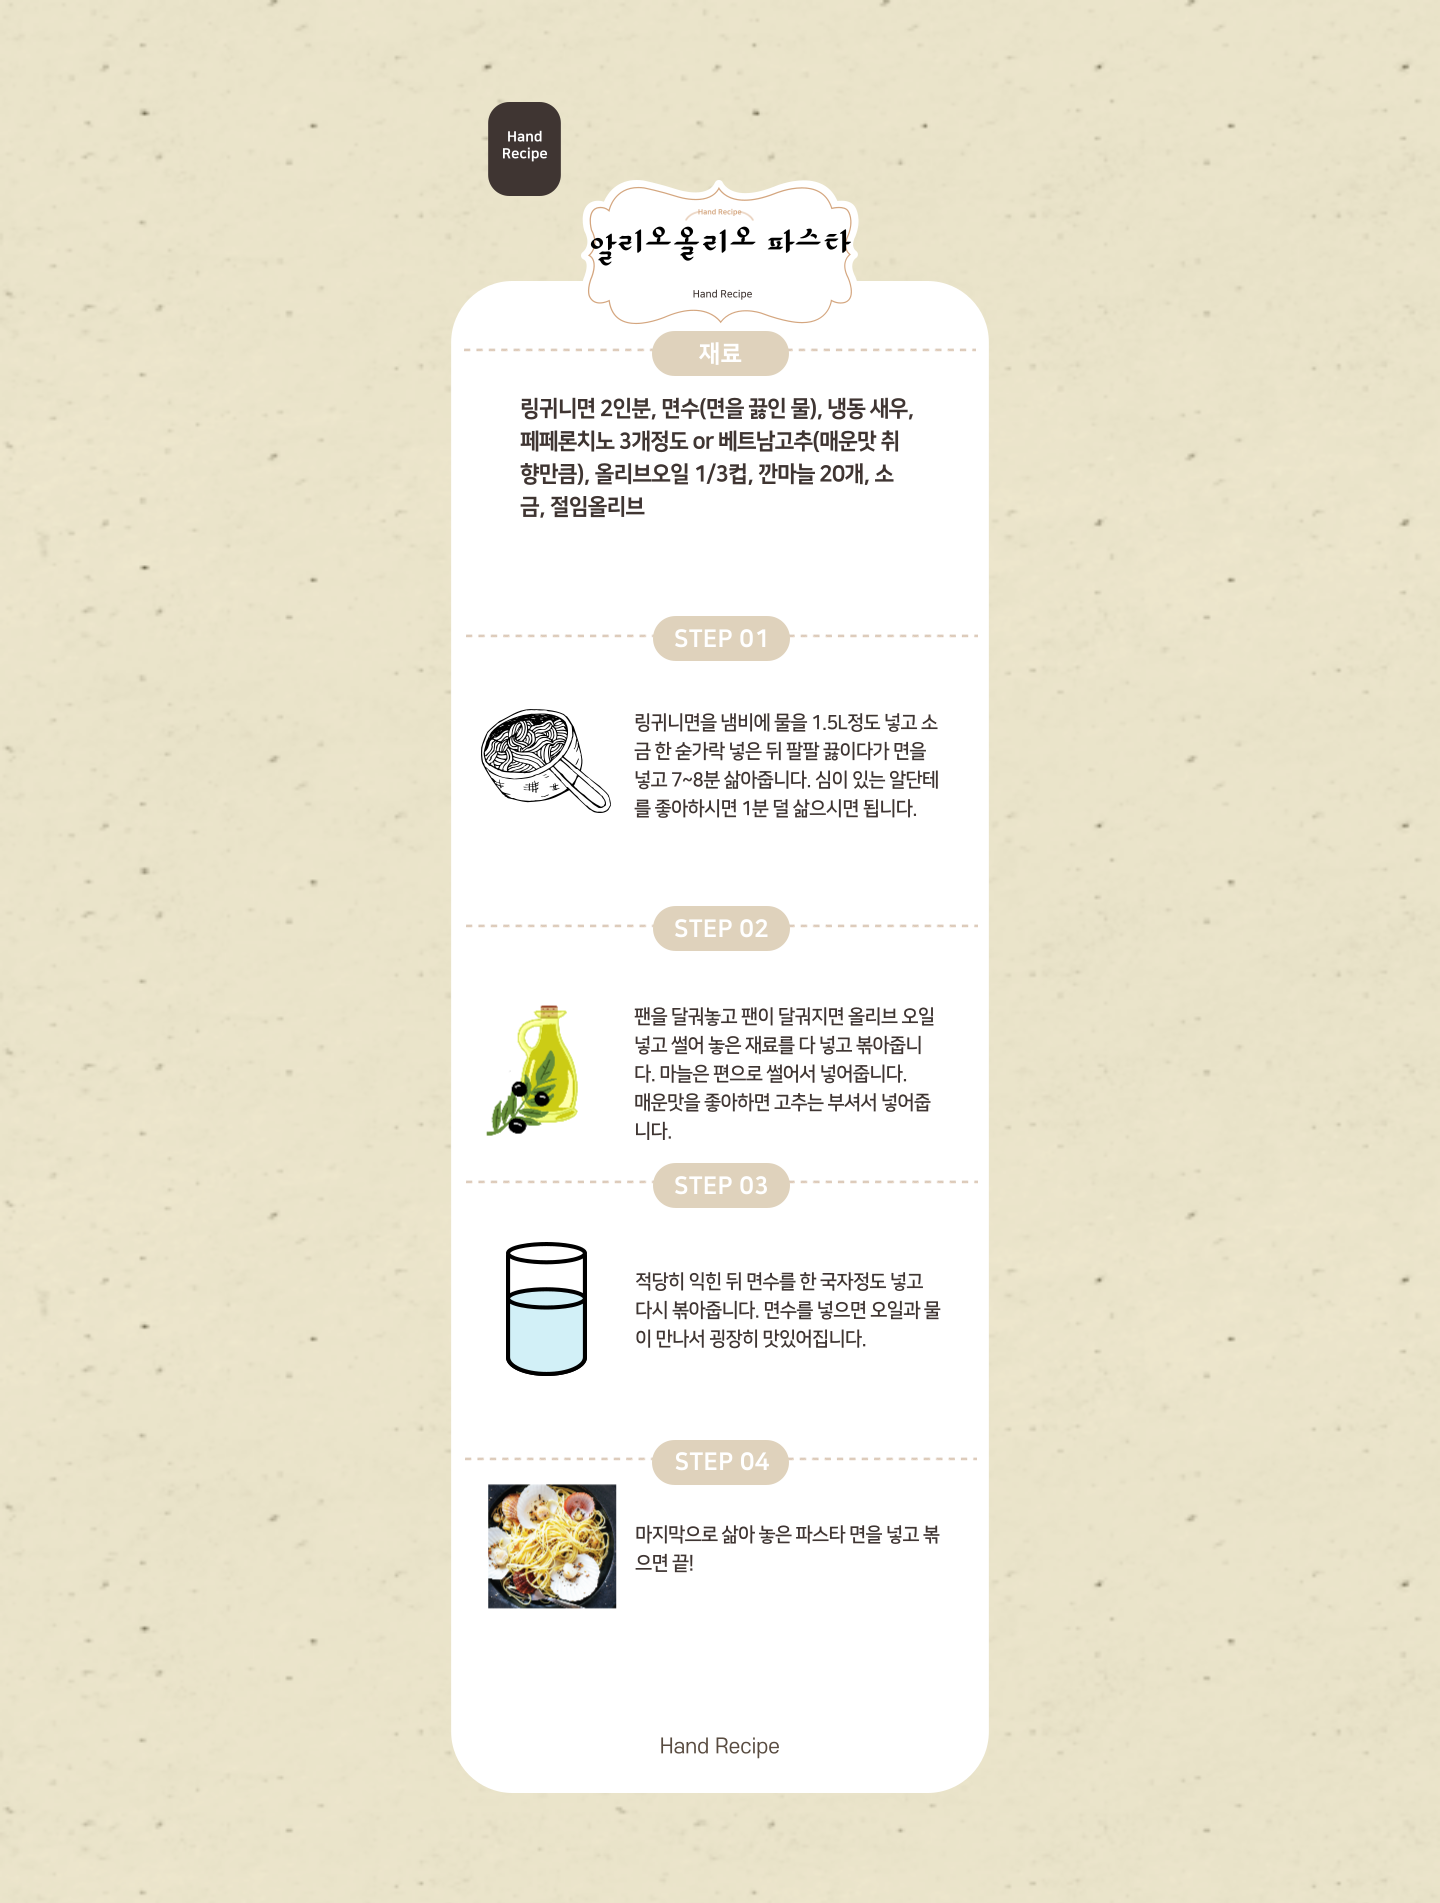 Hand
Recipe
Hand Recipe
알리오올리오 파스타
Hand Recipe
재료
링귀니면 2인분, 면수(면을 끓인 물), 냉동 새우,
페페론치노 3개정도 or 베트남고추(매운맛 취
향만큼), 올리브오일 1/3컵, 깐마늘 20개, 소
금, 절임올리브
STEP 01
링귀니면을 냄비에 물을 1.5L정도 넣고 소
금 한 숟가락 넣은 뒤 팔팔 끓이다가 면을
넣고 7~8분 삶아줍니다. 심이 있는 알단테
를 좋아하시면 1분 덜 삶으시면 됩니다.
STEP 02
팬을 달궈놓고 팬이 달궈지면 올리브 오일
넣고 썰어 놓은 재료를 다 넣고 볶아줍니
다. 마늘은 편으로 썰어서 넣어줍니다.
매운맛을 좋아하면 고추는 부셔서 넣어줍
니다.
STEP 03
적당히 익힌 뒤 면수를 한 국자정도 넣고
다시 볶아줍니다. 면수를 넣으면 오일과 물
이 만나서 굉장히 맛있어집니다.
STEP 04
마지막으로 삶아 놓은 파스타 면을 넣고 볶
으면 끝!
Hand Recipe